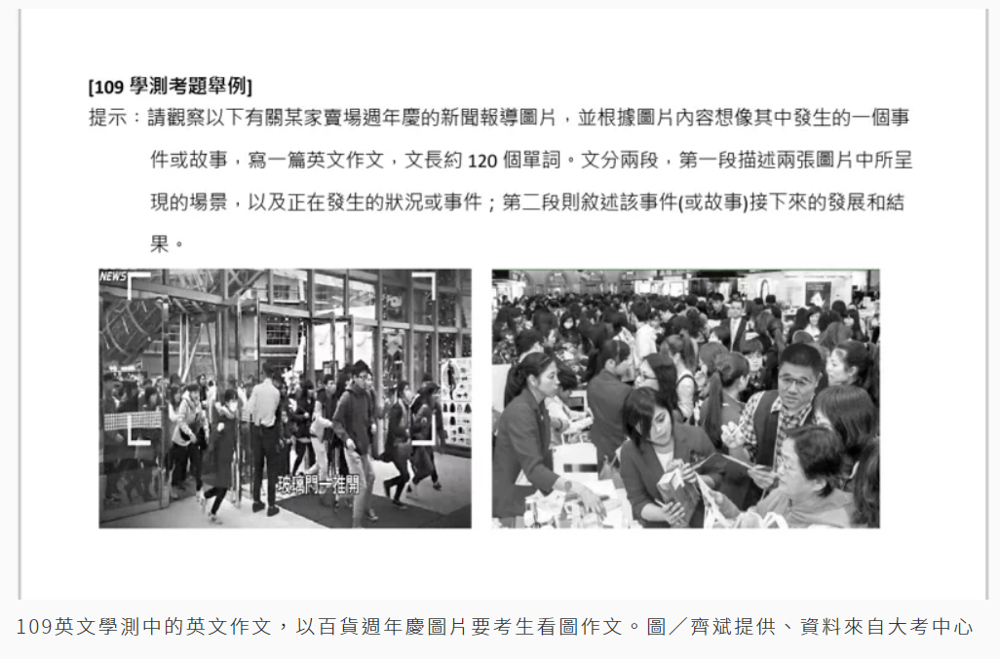 [109 學測考題舉例]
提示：請觀察以下有關某家賣場週年慶的新聞報導圖片，並根據圖片內容想像其中發生的一個事
件或故事，寫一篇英文作文，文長約 120 個單詞。文分兩段，第一段描述兩張圖片中所呈
現的場景，以及正在發生的狀況或事件；第二段則敘述該事件(或故事)接下來的發展和結
果。
NEWS
玻璃門一推開
109英文學測中的英文作文，以百貨週年慶圖片要考生看圖作文。圖／齊斌提供、資料來自大考中心